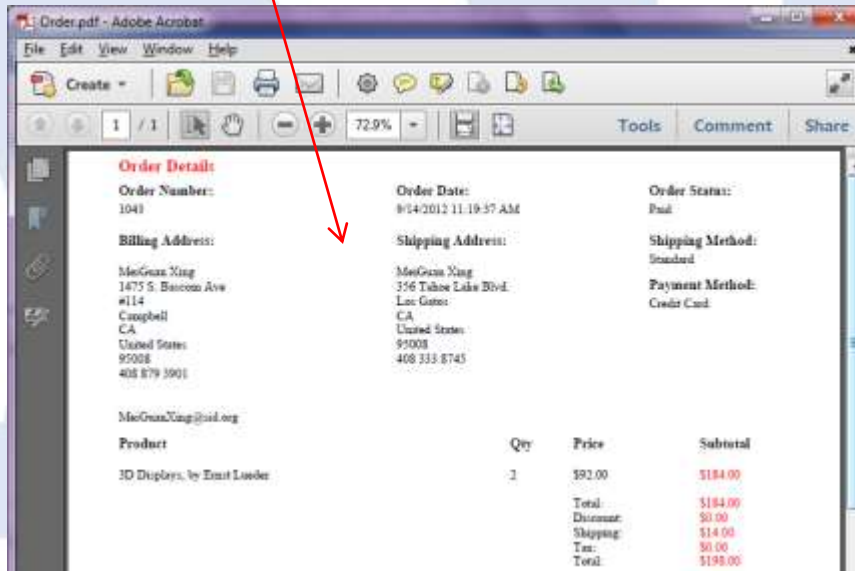 Order.pdf - Adobe Acrobat
File Edit View Window Help
Create
1 / 1 72.9% Tools Comment Share
Order Details
Order Number: Order Date: Order Status:
1043 9/14/2012 11:19:37 AM Paid
Billing Address: Shipping Address: Shipping Method:
Standard
MeiGuan Xing MeiGuan Xing
1475 S. Bascom Ave 356 Tahoe Lake Blvd. Payment Method:
#114 Los Gatos Credit Card
Campbell CA
CA United States
United States 95008
95008 408 333 8745
408 879 3901
MeiGuanXing@sid.org
Product Qty Price Subtotal
3D Displays, by Ernst Lueder 2 $92.00 $184.00
Total: $184.00
Discount: $0.00
Shipping: $14.00
Tax: $0.00
Total: $198.00